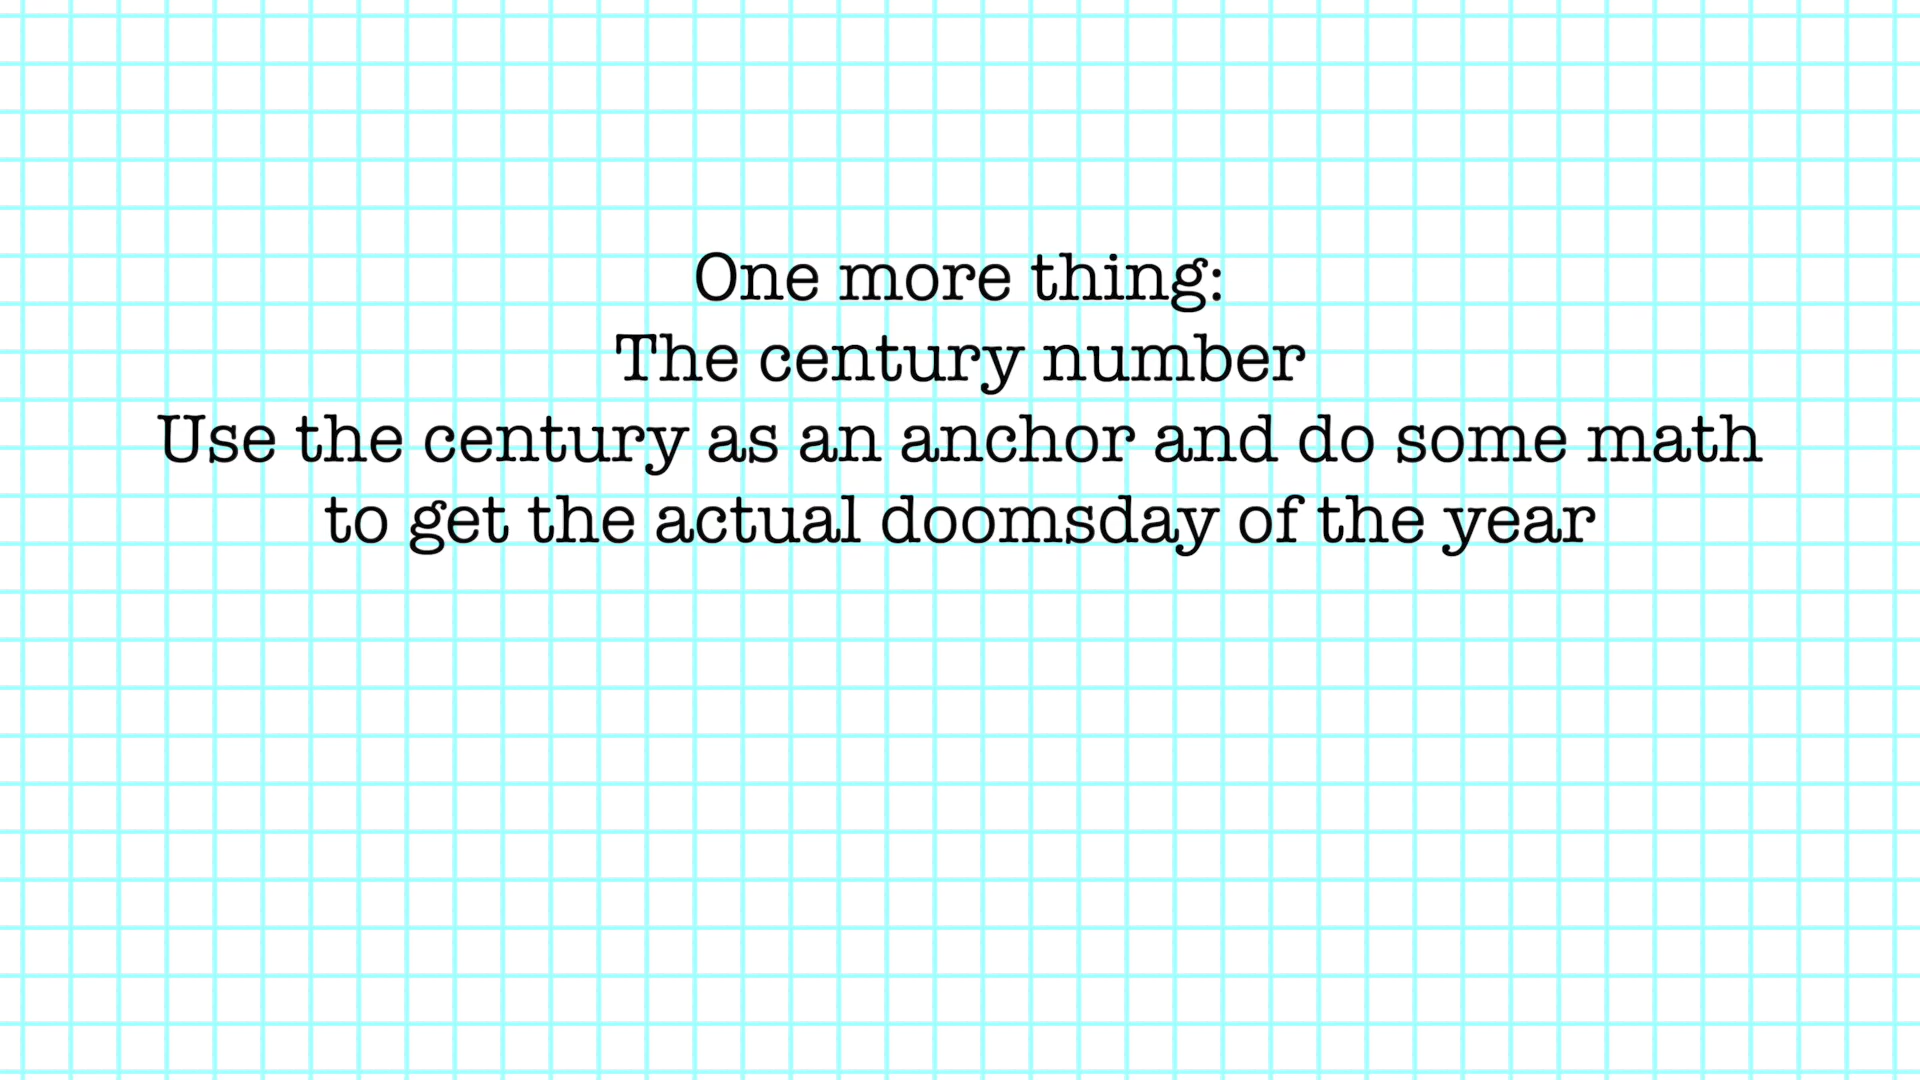 One more thing:
The century number
Use the century as an anchor and do some math
to get the actual doomsday of the year